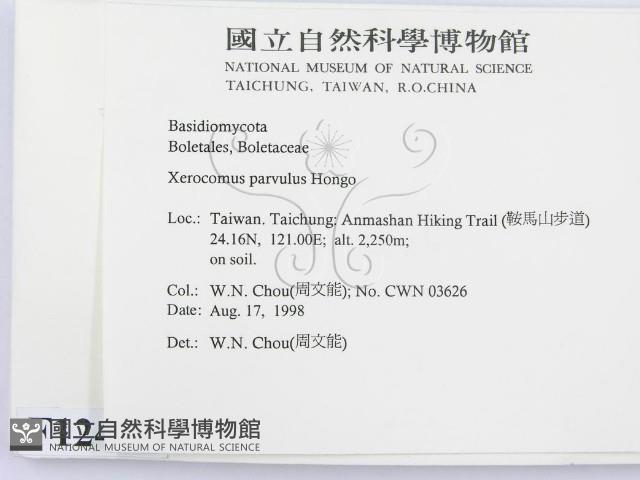 國立自然科學博物館
NATIONAL MUSEUM OF NATURAL SCIENCE
TAICHUNG, TAIWAN, R.O.CHINA
Basidiomycota
Boletales, Boletaceae
Xerocomus parvulus Hongo
Loc.: Taiwan. Taichung; Anmashan Hiking Trail (鞍馬山步道)
24.16N, 121.00E; alt. 2,250m;
on soil.
Col.: W.N. Chou(周文能); No. CWN 03626
Date: Aug. 17, 1998
Det.: W.N. Chou(周文能)
國立自然科學博物館
NATIONAL MUSEUM OF NATURAL SCIENCE